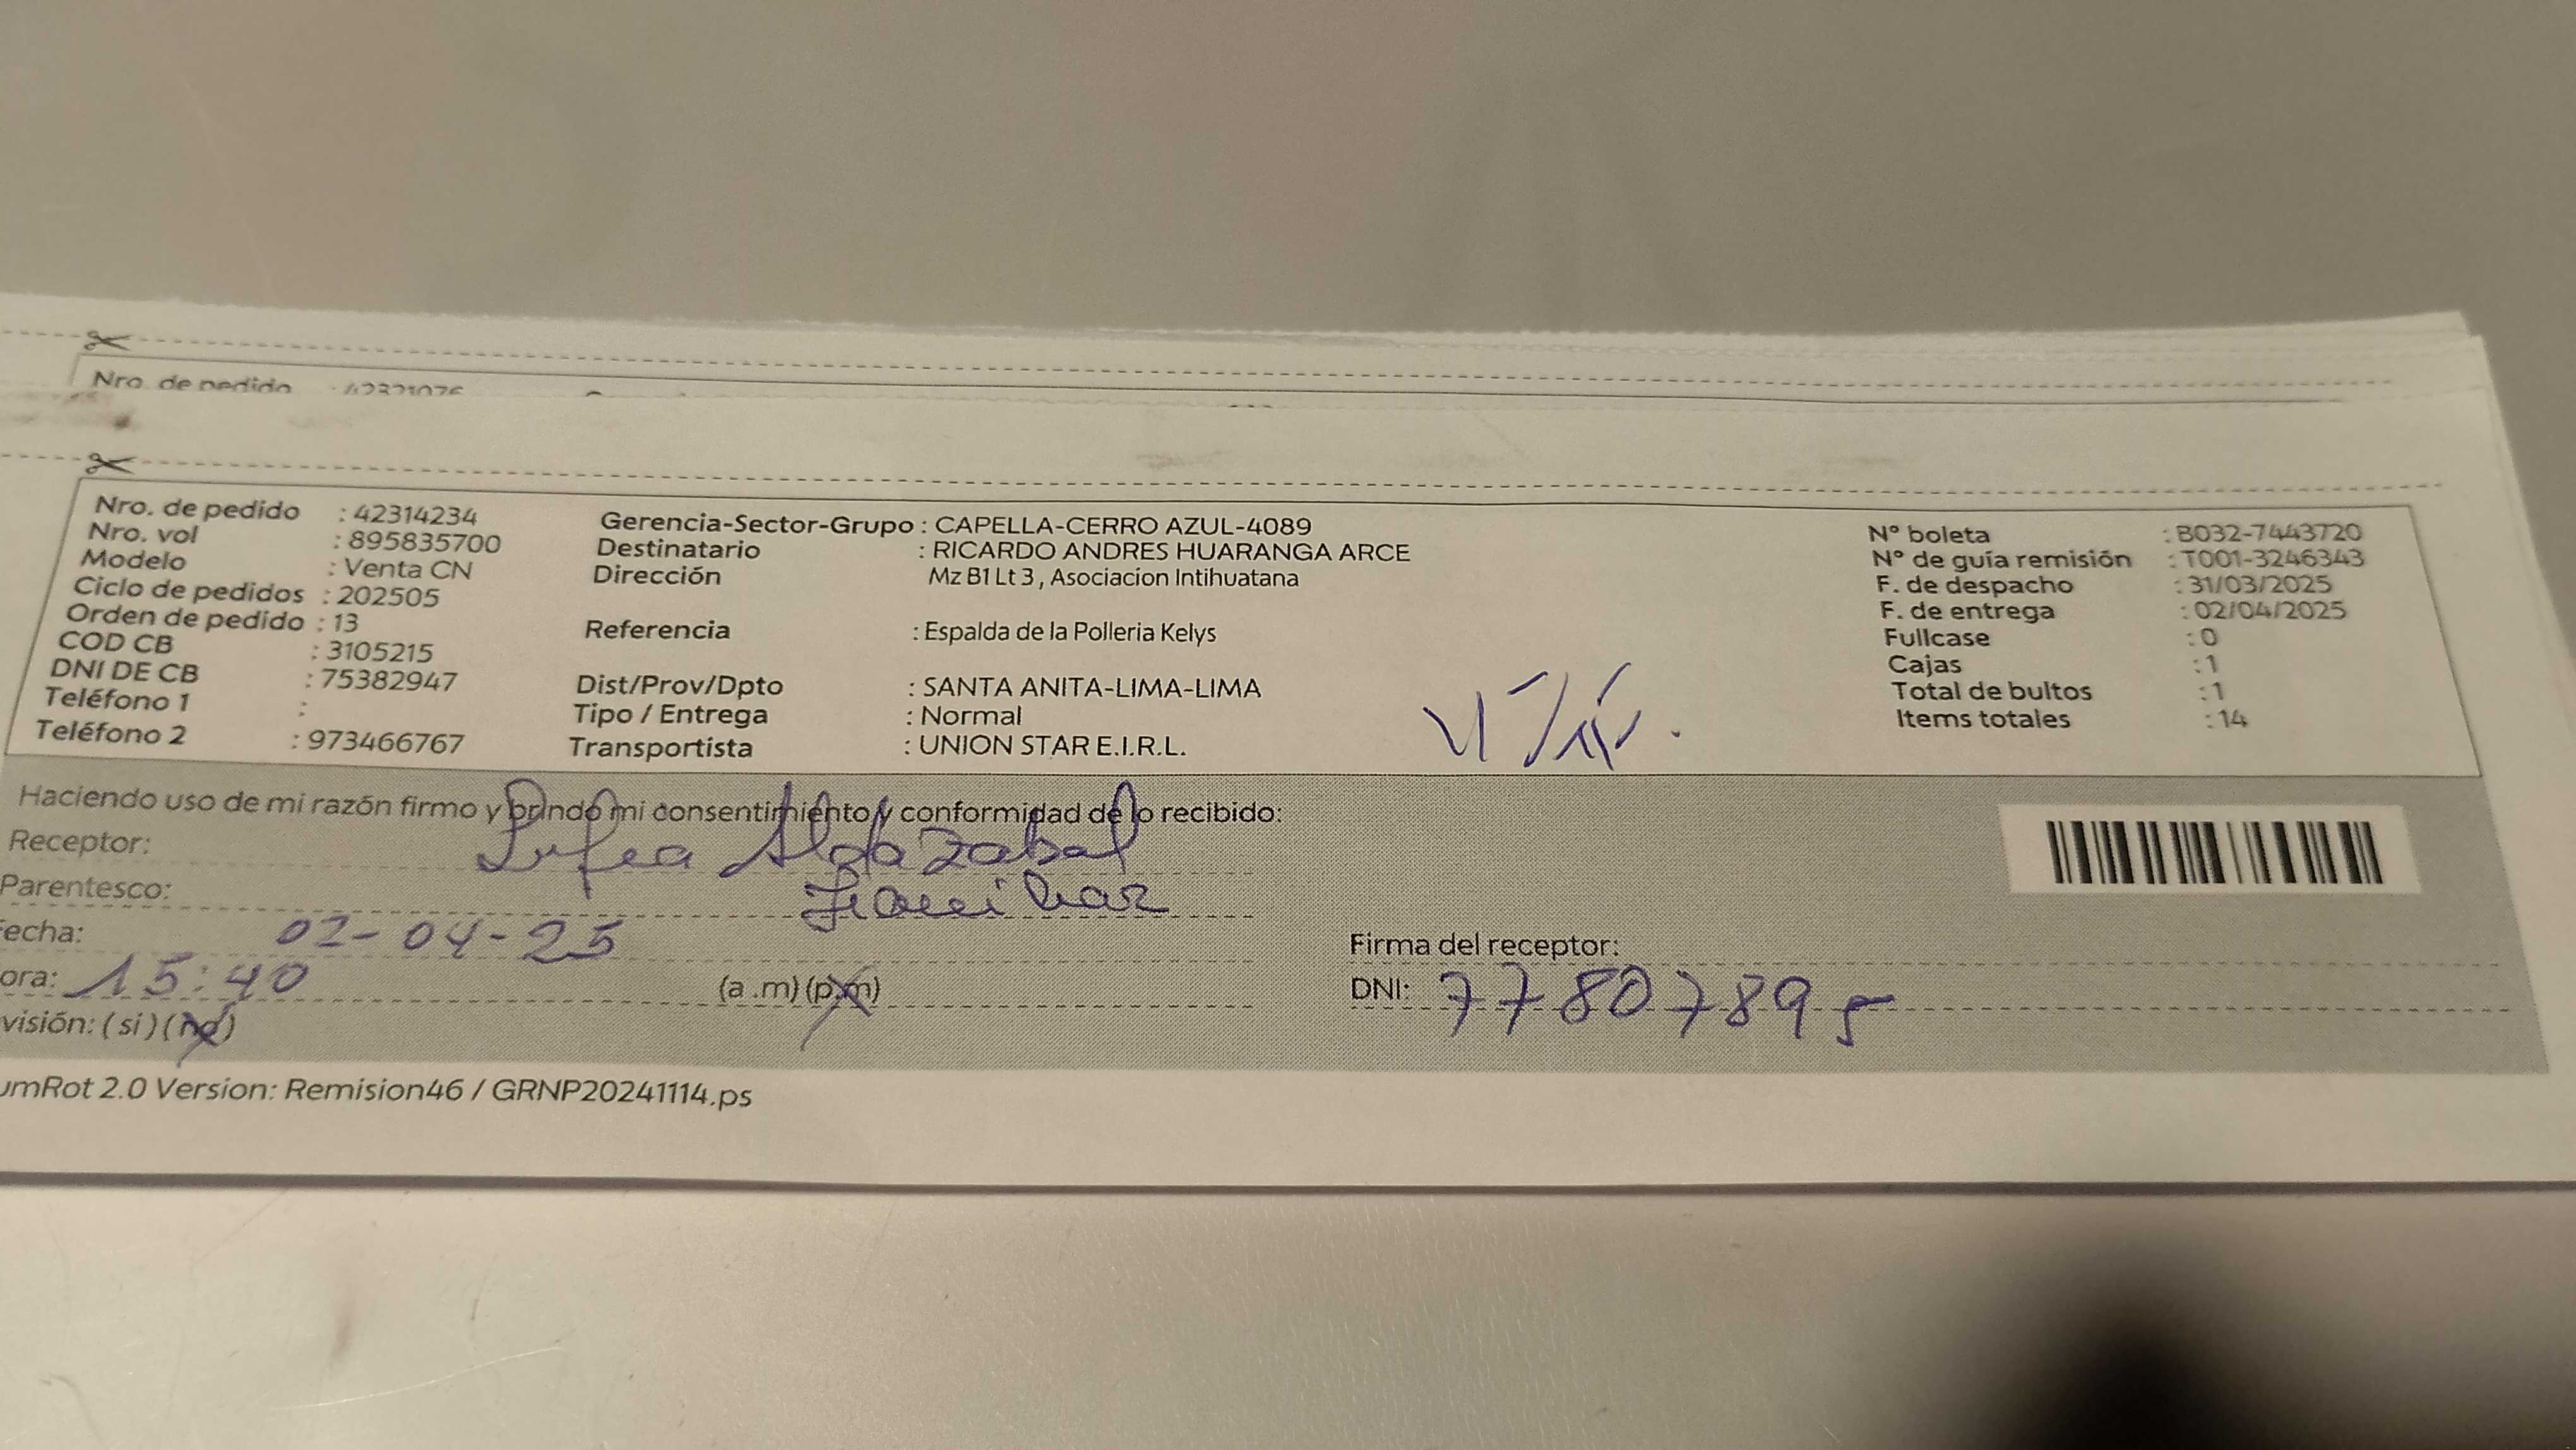 Nro. de pedido : 42321076
Nro. de pedido : 42314234
Nro. vol : 895835700
Modelo : Venta CN
Ciclo de pedidos : 202505
Orden de pedido : 13
COD CB : 3105215
DNI DE CB : 75382947
Teléfono 1 :
Teléfono 2 : 973466767
Gerencia-Sector-Grupo : CAPELLA-CERRO AZUL-4089
Destinatario : RICARDO ANDRES HUARANGA ARCE
Dirección Mz B1 Lt 3 , Asociacion Intihuatana
Referencia : Espalda de la Polleria Kelys
Dist/Prov/Dpto : SANTA ANITA-LIMA-LIMA
Tipo / Entrega : Normal
Transportista : UNION STAR E.I.R.L.
N° boleta : B032-7443720
N° de guía remisión : T001-3246343
F. de despacho : 31/03/2025
F. de entrega : 02/04/2025
Fullcase : 0
Cajas : 1
Total de bultos : 1
Items totales : 14
Haciendo uso de mi razón firmo y brindo mi consentimiento y conformidad de lo recibido:
Receptor: Aldazabal
Parentesco: Familiar
echa: 02-04-25
ora: 15:40 (a .m) (p.m)
visión: ( si ) ( no )
Firma del receptor:
DNI: 77807895
umRot 2.0 Version: Remision46 / GRNP20241114.ps